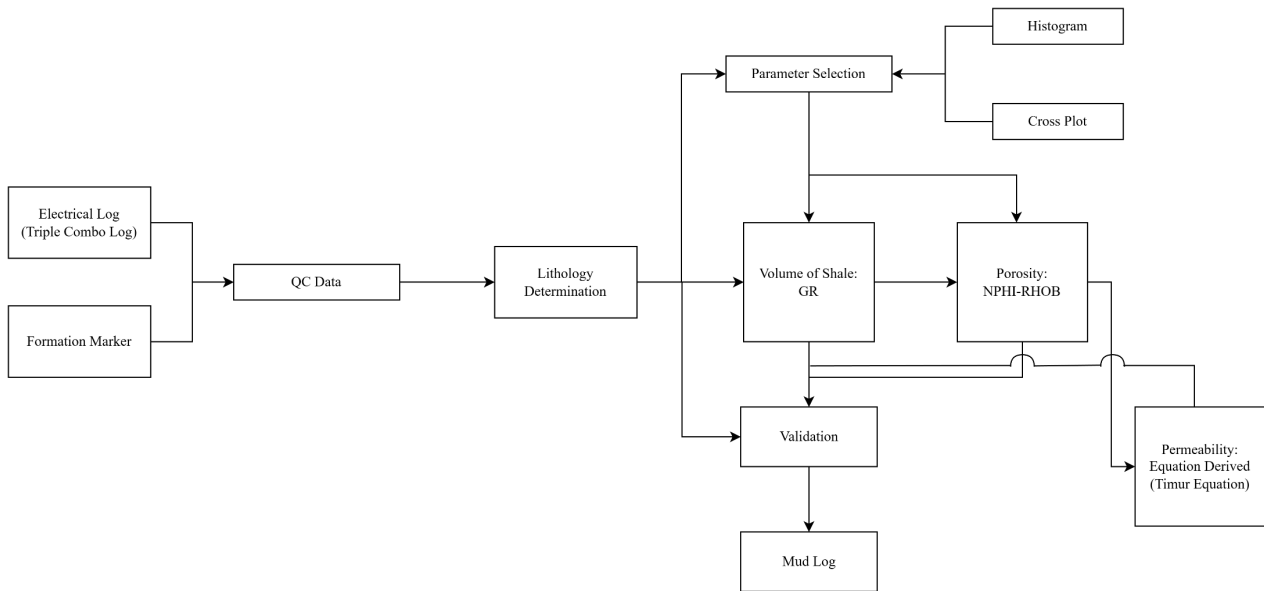 Histogram
Parameter Selection
Cross Plot
Electrical Log
(Triple Combo Log)
QC Data
Lithology
Determination
Volume of Shale:
GR
Porosity:
NPHI-RHOB
Formation Marker
Validation
Permeability:
Equation Derived
(Timur Equation)
Mud Log